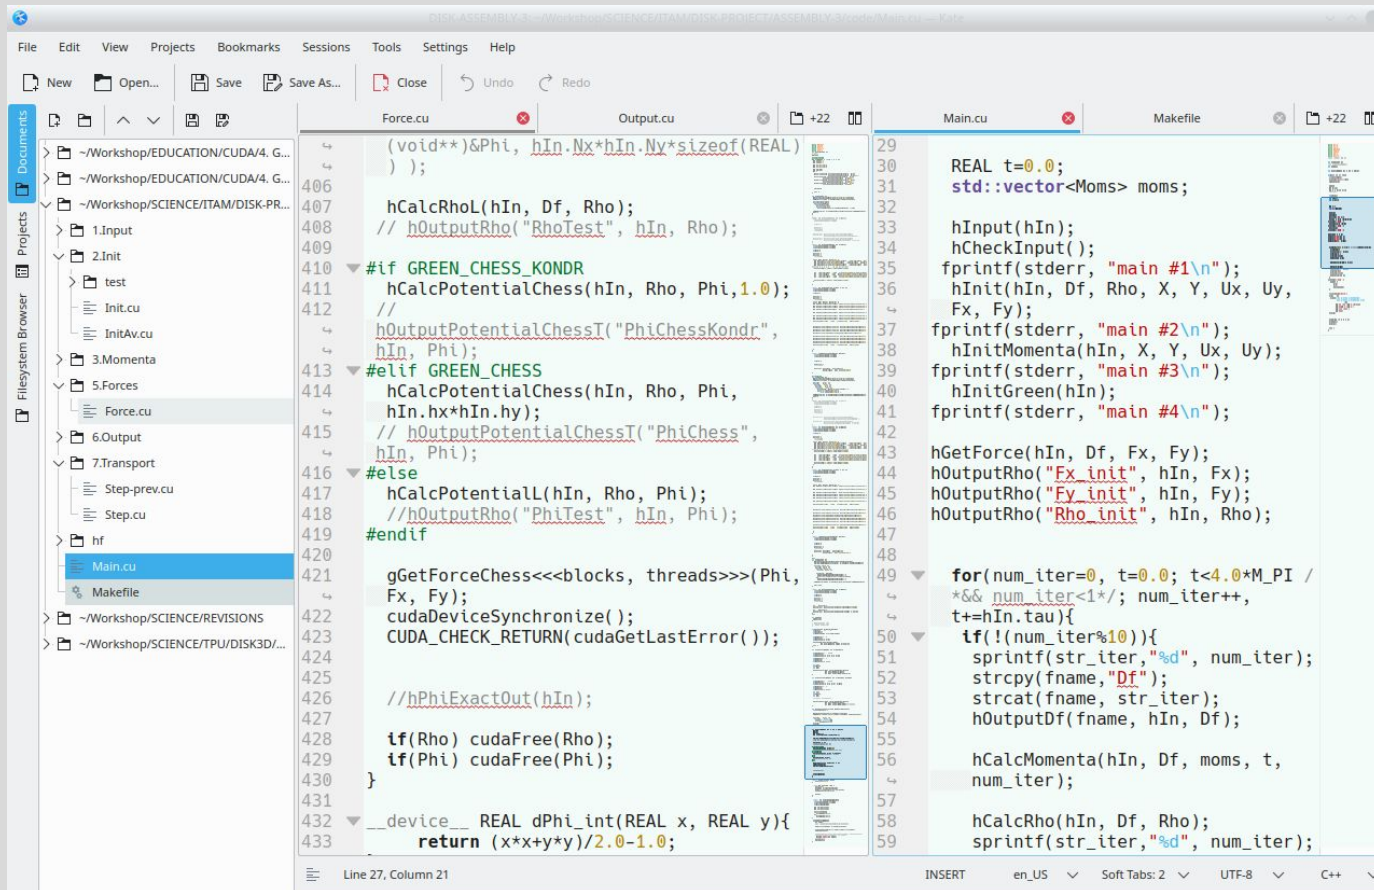 DISK-ASSEMBLY-3: ~/Workshop/SCIENCE/ITAM/DISK-PROJECT/ASSEMBLY-3/code/Main.cu — Kate
File Edit View Projects Bookmarks Sessions Tools Settings Help
New Open... Save Save As... Close Undo Redo
Documents
Projects
Filesystem Browser
~/Workshop/EDUCATION/CUDA/4. G...
~/Workshop/EDUCATION/CUDA/4. G...
~/Workshop/SCIENCE/ITAM/DISK-PR...
1.Input
2.Init
test
Init.cu
InitAv.cu
3.Momenta
5.Forces
Force.cu
6.Output
7.Transport
Step-prev.cu
Step.cu
hf
Main.cu
Makefile
~/Workshop/SCIENCE/REVISIONS
~/Workshop/SCIENCE/TPU/DISK3D/...
Force.cu Output.cu +22
(void**)&Phi, hIn.Nx*hIn.Ny*sizeof(REAL)
) );
406
407 hCalcRhoL(hIn, Df, Rho);
408 // hOutputRho("RhoTest", hIn, Rho);
409
410 #if GREEN_CHESS_KONDR
411 hCalcPotentialChess(hIn, Rho, Phi,1.0);
412 //
hOutputPotentialChessT("PhiChessKondr",
hIn, Phi);
413 #elif GREEN_CHESS
414 hCalcPotentialChess(hIn, Rho, Phi,
hIn.hx*hIn.hy);
415 // hOutputPotentialChessT("PhiChess",
hIn, Phi);
416 #else
417 hCalcPotentialL(hIn, Rho, Phi);
418 //hOutputRho("PhiTest", hIn, Phi);
419 #endif
420
421 gGetForceChess<<<blocks, threads>>>(Phi,
Fx, Fy);
422 cudaDeviceSynchronize();
423 CUDA_CHECK_RETURN(cudaGetLastError());
424
425
426 //hPhiExactOut(hIn);
427
428 if(Rho) cudaFree(Rho);
429 if(Phi) cudaFree(Phi);
430 }
431
432 __device__ REAL dPhi_int(REAL x, REAL y){
433 return (x*x+y*y)/2.0-1.0;
Main.cu Makefile +22
29
30 REAL t=0.0;
31 std::vector<Moms> moms;
32
33 hInput(hIn);
34 hCheckInput();
35 fprintf(stderr, "main #1\n");
36 hInit(hIn, Df, Rho, X, Y, Ux, Uy,
Fx, Fy);
37 fprintf(stderr, "main #2\n");
38 hInitMomenta(hIn, X, Y, Ux, Uy);
39 fprintf(stderr, "main #3\n");
40 hInitGreen(hIn);
41 fprintf(stderr, "main #4\n");
42
43 hGetForce(hIn, Df, Fx, Fy);
44 hOutputRho("Fx_init", hIn, Fx);
45 hOutputRho("Fy_init", hIn, Fy);
46 hOutputRho("Rho_init", hIn, Rho);
47
48
49 for(num_iter=0, t=0.0; t<4.0*M_PI /
*&& num_iter<1*/; num_iter++,
t+=hIn.tau){
50 if(!(num_iter%10)){
51 sprintf(str_iter,"%d", num_iter);
52 strcpy(fname,"Df");
53 strcat(fname, str_iter);
54 hOutputDf(fname, hIn, Df);
55
56 hCalcMomenta(hIn, Df, moms, t,
num_iter);
57
58 hCalcRho(hIn, Df, Rho);
59 sprintf(str_iter,"%d", num_iter);
Line 27, Column 21 INSERT en_US Soft Tabs: 2 UTF-8 C++